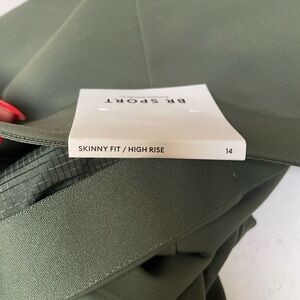 BR SPORT
SKINNY FIT / HIGH RISE 14